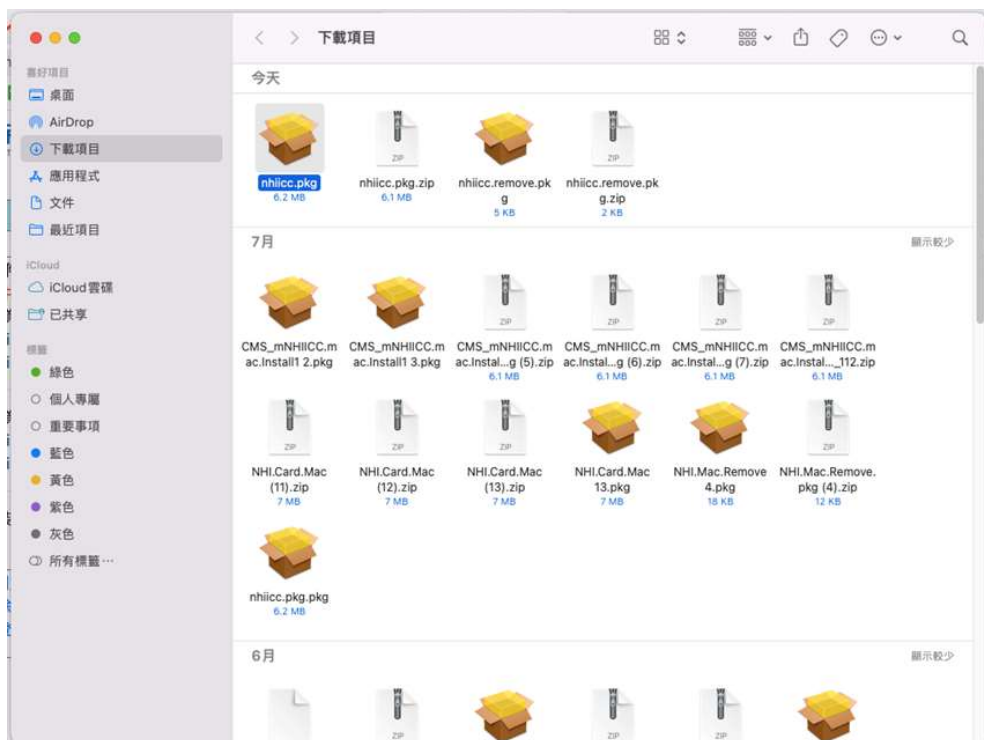 下載項目
喜好項目
桌面
AirDrop
下載項目
應用程式
文件
最近項目
iCloud
iCloud雲碟
已共享
標籤
綠色
個人專屬
重要事項
藍色
黃色
紫色
灰色
所有標籤…
今天
ZIP
ZIP
nhiicc.pkg
6.2 MB
nhiicc.pkg.zip
6.1 MB
nhiicc.remove.pk
g
5 KB
nhiicc.remove.pk
g.zip
2 KB
7月
顯示較少
ZIP
ZIP
ZIP
ZIP
CMS_mNHIICC.m
ac.Install1 2.pkg
CMS_mNHIICC.m
ac.Install1 3.pkg
CMS_mNHIICC.m
ac.Instal...g (5).zip
6.1 MB
CMS_mNHIICC.m
ac.Instal...g (6).zip
6.1 MB
CMS_mNHIICC.m
ac.Instal...g (7).zip
6.1 MB
CMS_mNHIICC.m
ac.Instal..._112.zip
6.1 MB
ZIP
ZIP
ZIP
NHI.Card.Mac
(11).zip
7 MB
NHI.Card.Mac
(12).zip
7 MB
NHI.Card.Mac
(13).zip
7 MB
NHI.Card.Mac
13.pkg
7 MB
NHI.Mac.Remove
4.pkg
18 KB
ZIP
NHI.Mac.Remove.
pkg (4).zip
12 KB
nhiicc.pkg.pkg
6.2 MB
6月
顯示較少
ZIP
ZIP
ZIP